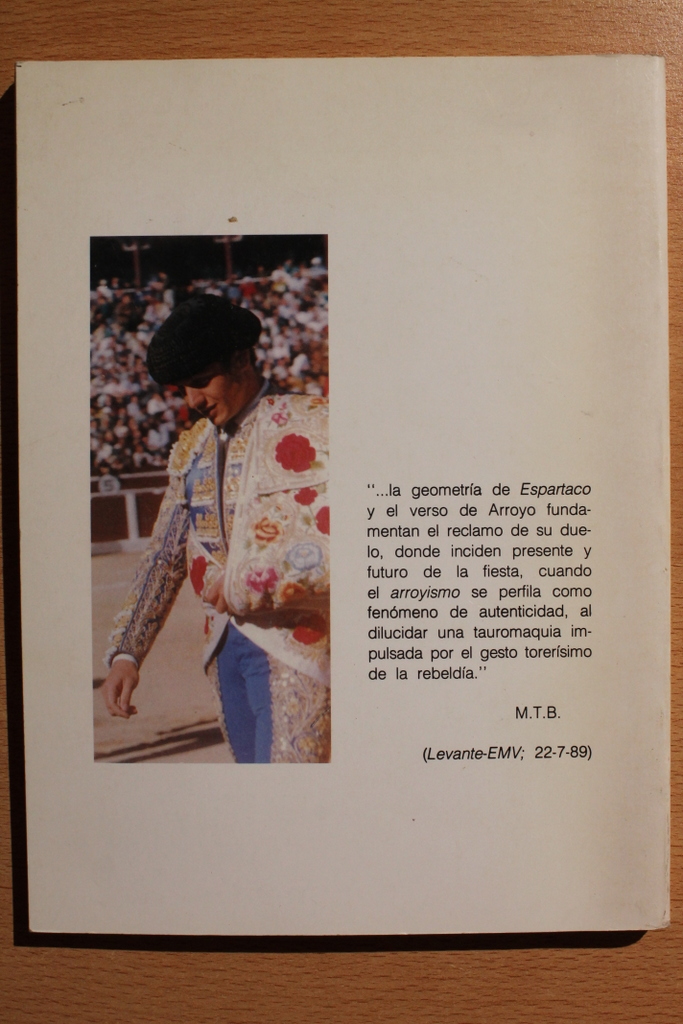 "...la geometría de Espartaco
y el verso de Arroyo funda-
mentan el reclamo de su due-
lo, donde inciden presente y
futuro de la fiesta, cuando
el arroyismo se perfila como
fenómeno de autenticidad, al
dilucidar una tauromaquia im-
pulsada por el gesto torerísimo
de la rebeldía."
M.T.B.
(Levante-EMV; 22-7-89)
5